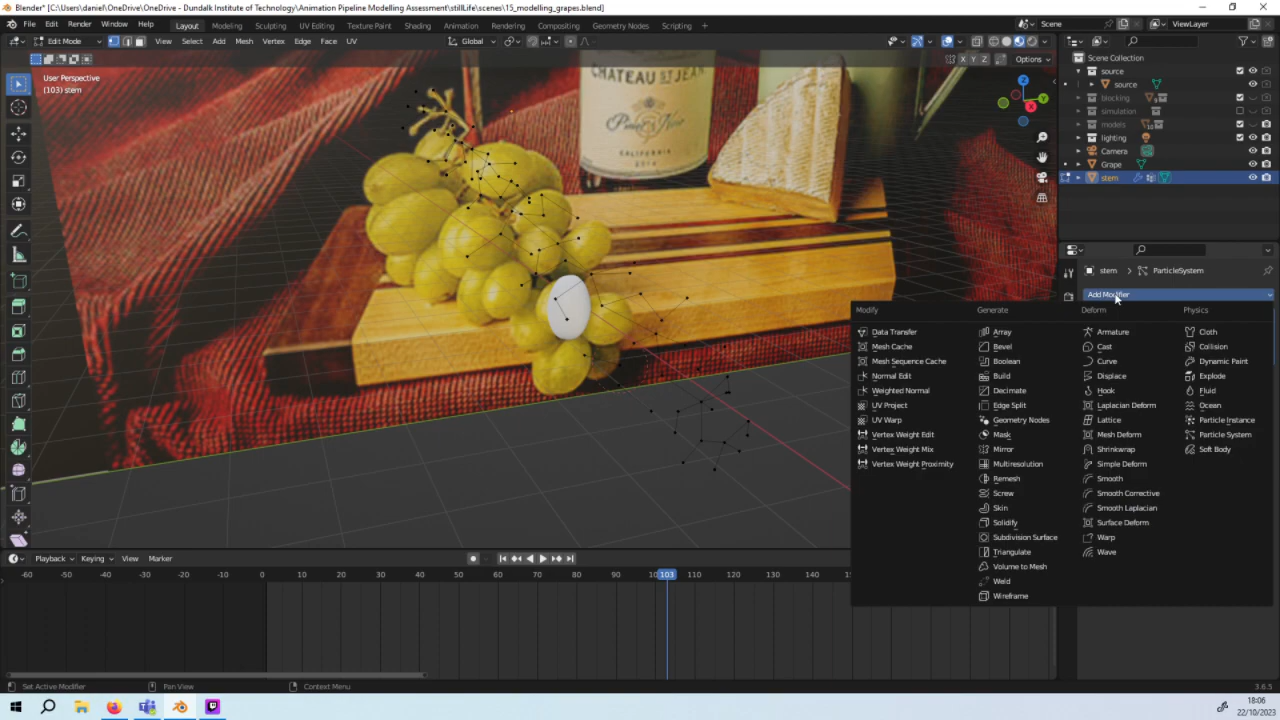 Blender* [C:\Users\daniel\OneDrive\OneDrive - Dundalk Institute of Technology\Animation Pipeline Modelling Assessment\stillLife\scenes\15_modelling_grapes.blend]
File Edit Render Window Help Layout Modeling Sculpting UV Editing Texture Paint Shading Animation Rendering Compositing Geometry Nodes Scripting + Scene ViewLayer
Edit Mode View Select Add Mesh Vertex Edge Face UV Global
X Y Z Options
User Perspective
(103) stem
CHATEAU ST JEAN
Pinot Noir
CALIFORNIA
Z
Y
X
Scene Collection
source
source
blocking
simulation
models
lighting
Camera
Grape
stem
stem > ParticleSystem
Add Modifier
Modify Generate Deform Physics
Data Transfer Array Armature Cloth
Mesh Cache Bevel Cast Collision
Mesh Sequence Cache Boolean Curve Dynamic Paint
Normal Edit Build Displace Explode
Weighted Normal Decimate Hook Fluid
UV Project Edge Split Laplacian Deform Ocean
UV Warp Geometry Nodes Lattice Particle Instance
Vertex Weight Edit Mask Mesh Deform Particle System
Vertex Weight Mix Mirror Shrinkwrap Soft Body
Vertex Weight Proximity Multiresolution Simple Deform
Remesh Smooth
Screw Smooth Corrective
Skin Smooth Laplacian
Solidify Surface Deform
Subdivision Surface Warp
Triangulate Wave
Volume to Mesh
Weld
Wireframe
Playback Keying View Marker
-60 -50 -40 -30 -20 -10 0 10 20 30 40 50 60 70 80 90 103 110 120 130 140
Set Active Modifier Pan View Context Menu 3.6.5
18:06
22/10/2023